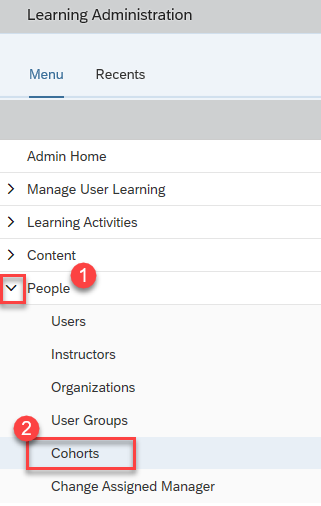 Learning Administration
Menu Recents
Admin Home
Manage User Learning
Learning Activities
Content
1
People
Users
Instructors
Organizations
User Groups
2
Cohorts
Change Assigned Manager